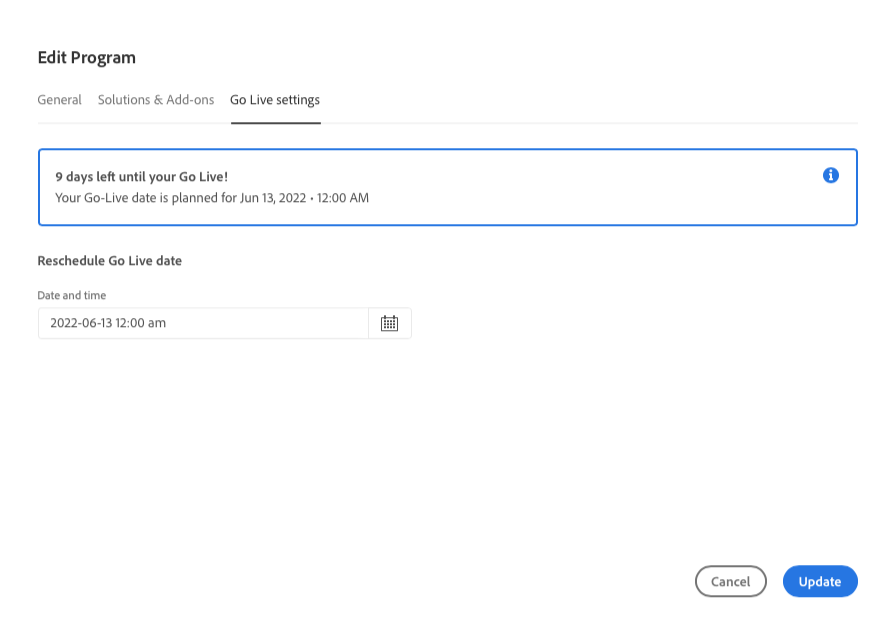 Edit Program
General Solutions & Add-ons Go Live settings
9 days left until your Go Live!
Your Go-Live date is planned for Jun 13, 2022 • 12:00 AM
Reschedule Go Live date
Date and time
2022-06-13 12:00 am
Cancel Update